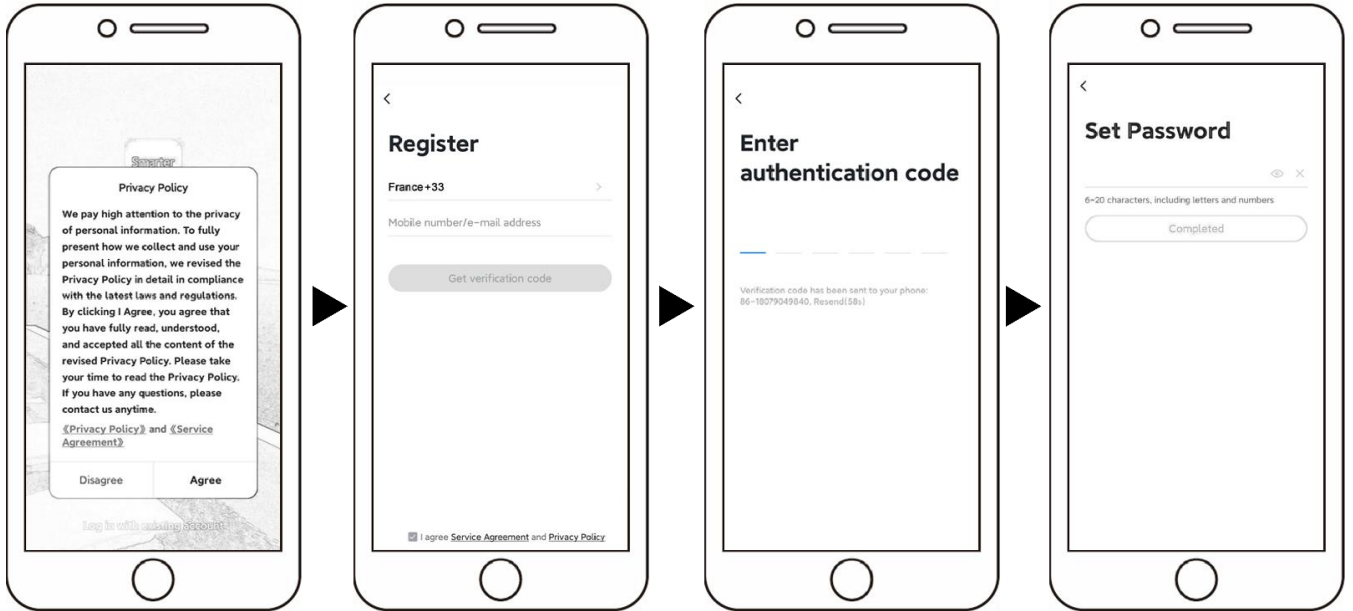 Smarter
Privacy Policy
We pay high attention to the privacy
of personal information. To fully
present how we collect and use your
personal information, we revised the
Privacy Policy in detail in compliance
with the latest laws and regulations.
By clicking I Agree, you agree that
you have fully read, understood,
and accepted all the content of the
revised Privacy Policy. Please take
your time to read the Privacy Policy.
If you have any questions, please
contact us anytime.
《Privacy Policy》 and 《Service
Agreement》
Disagree Agree
Log in with existing account
Register
France +33
Mobile number/e-mail address
Get verification code
I agree Service Agreement and Privacy Policy
Enter
authentication code
Verification code has been sent to your phone:
86-18079049840, Resend(58s)
Set Password
6-20 characters, including letters and numbers
Completed